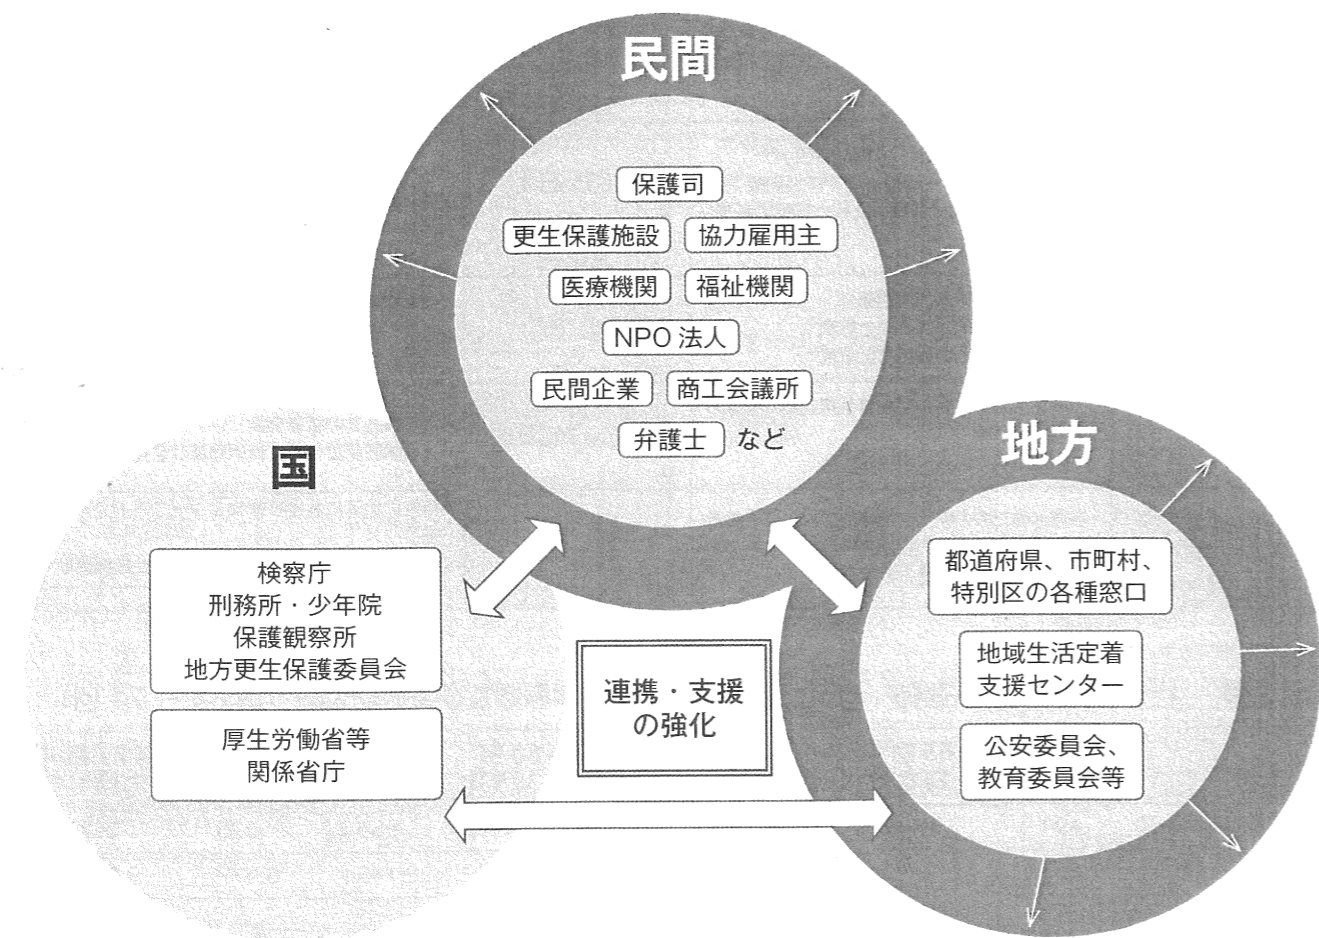 民間
保護司
更生保護施設
協力雇用主
医療機関
福祉機関
NPO 法人
民間企業
商工会議所
弁護士 など
国
検察庁
刑務所・少年院
保護観察所
地方更生保護委員会
厚生労働省等
関係省庁
連携・支援
の強化
地方
都道府県、市町村、
特別区の各種窓口
地域生活定着
支援センター
公安委員会、
教育委員会等